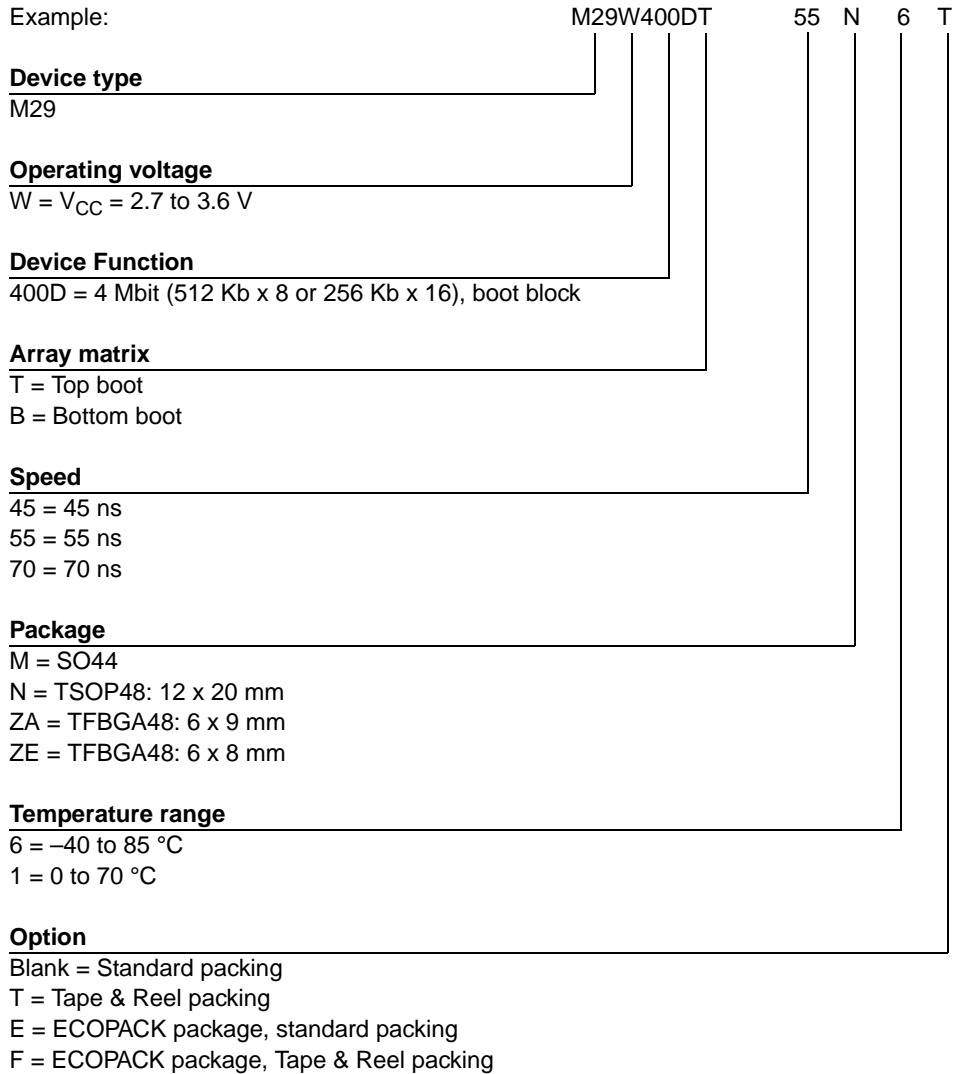 Example: M29W400DT 55 N 6 T
Device type
M29
Operating voltage
W = VCC = 2.7 to 3.6 V
Device Function
400D = 4 Mbit (512 Kb x 8 or 256 Kb x 16), boot block
Array matrix
T = Top boot
B = Bottom boot
Speed
45 = 45 ns
55 = 55 ns
70 = 70 ns
Package
M = SO44
N = TSOP48: 12 x 20 mm
ZA = TFBGA48: 6 x 9 mm
ZE = TFBGA48: 6 x 8 mm
Temperature range
6 = –40 to 85 °C
1 = 0 to 70 °C
Option
Blank = Standard packing
T = Tape & Reel packing
E = ECOPACK package, standard packing
F = ECOPACK package, Tape & Reel packing